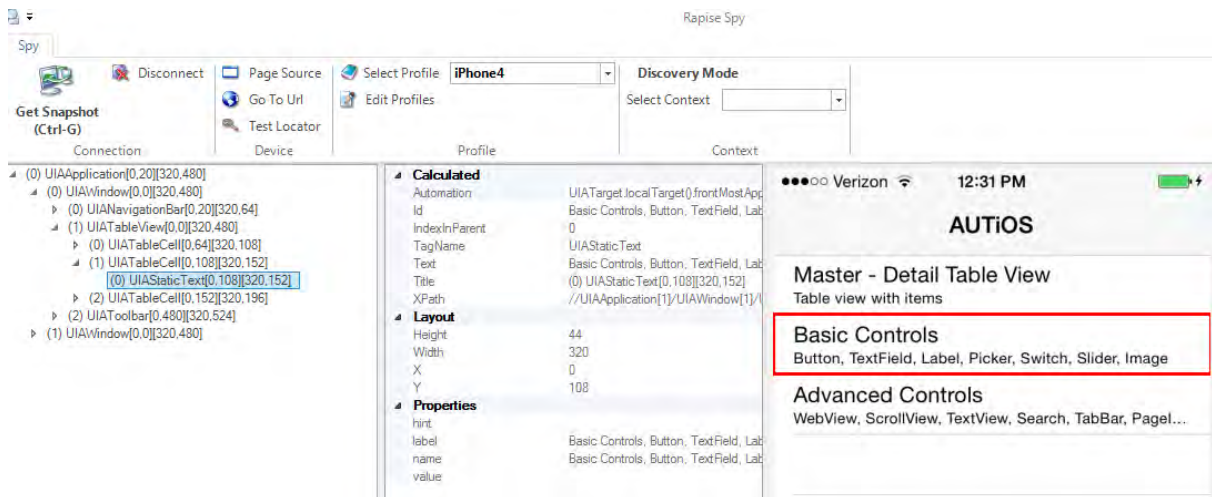 Rapise Spy
Spy
Get Snapshot
(Ctrl-G)
Disconnect
Connection
Page Source
Go To Url
Test Locator
Device
Select Profile iPhone4
Edit Profiles
Profile
Discovery Mode
Select Context
Context
(0) UIAApplication[0,20][320,480]
(0) UIAWindow[0,0][320,480]
(0) UIANavigationBar[0,20][320,64]
(1) UIATableView[0,0][320,480]
(0) UIATableCell[0,64][320,108]
(1) UIATableCell[0,108][320,152]
(0) UIAStaticText[0,108][320,152]
(2) UIATableCell[0,152][320,196]
(2) UIAToolbar[0,480][320,524]
(1) UIAWindow[0,0][320,480]
Calculated
Automation UIATarget.localTarget().frontMostApp
Id Basic Controls, Button, TextField, Lab
IndexInParent 0
TagName UIAStaticText
Text Basic Controls, Button, TextField, Lab
Title (0) UIAStaticText[0,108][320,152]
XPath //UIAApplication[1]/UIAWindow[1]/
Layout
Height 44
Width 320
X 0
Y 108
Properties
hint
label Basic Controls, Button, TextField, Lab
name Basic Controls, Button, TextField, Lab
value
Verizon 12:31 PM
AUTiOS
Master - Detail Table View
Table view with items
Basic Controls
Button, TextField, Label, Picker, Switch, Slider, Image
Advanced Controls
WebView, ScrollView, TextView, Search, TabBar, PageI...